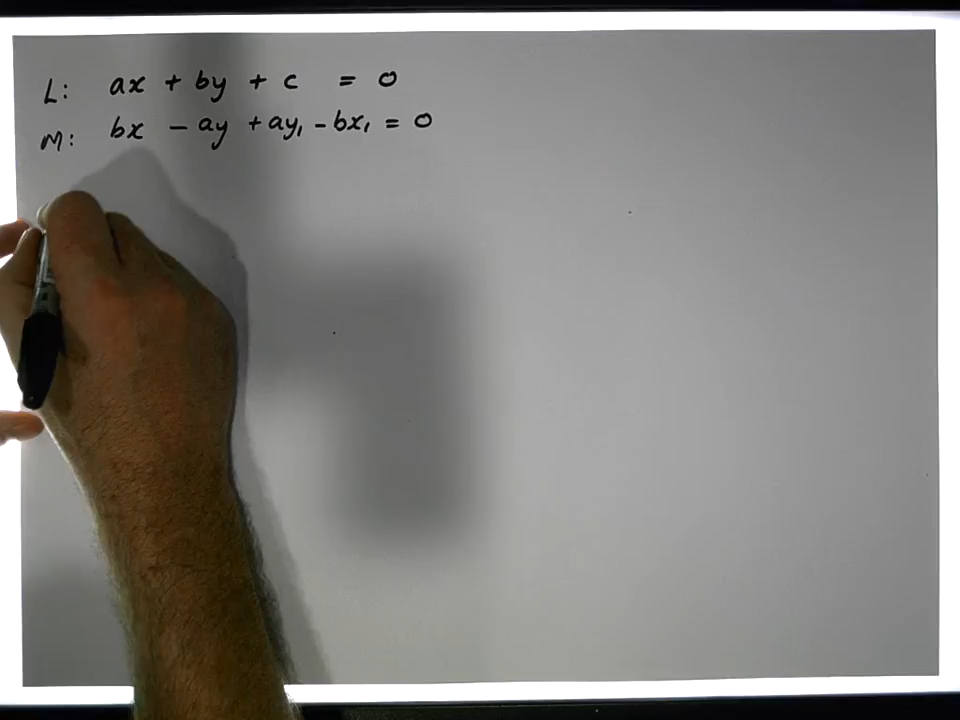 L: ax + by + c = 0
M: bx - ay + ay₁ - bx₁ = 0